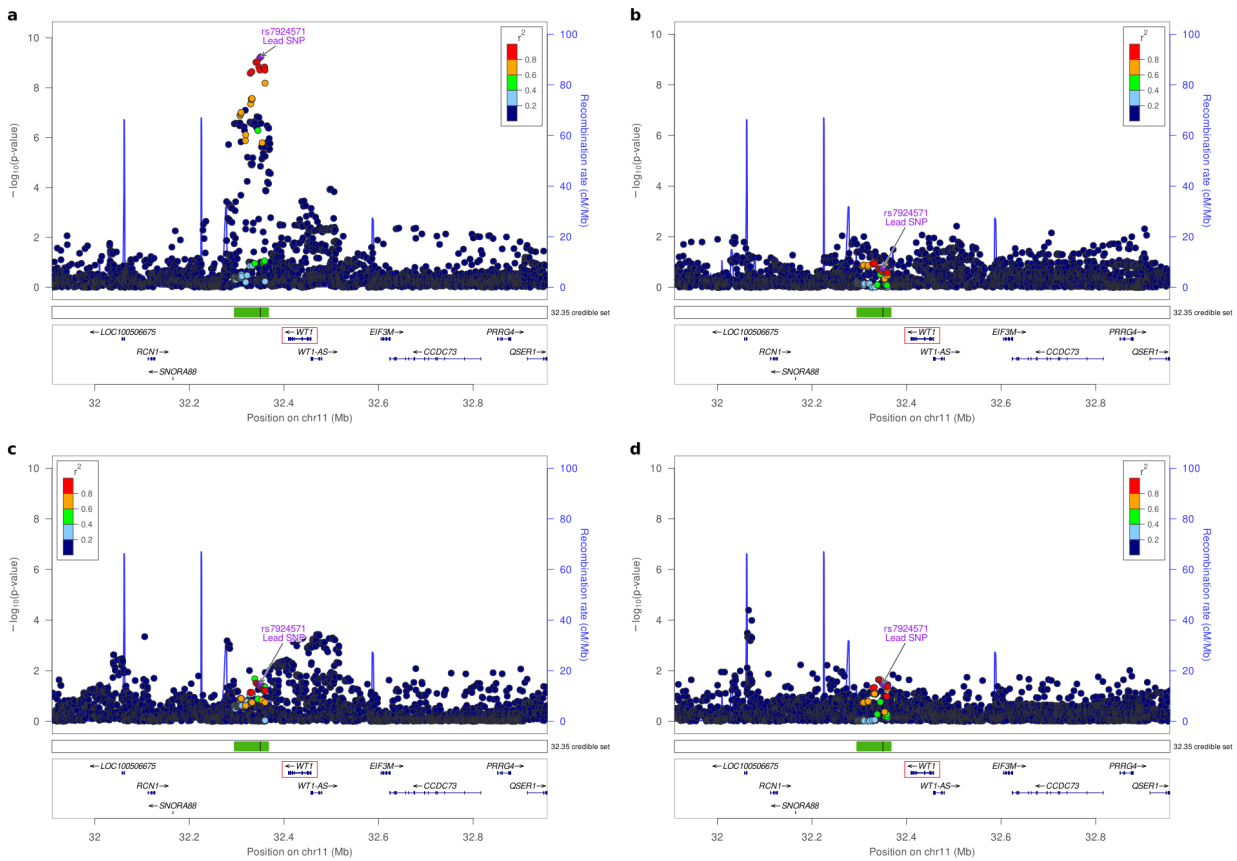 a
rs7924571
Lead SNP
r2
0.8
0.6
0.4
0.2
10
8
6
4
2
0
− log10(p-value)
100
80
60
40
20
0
Recombination rate (cM/Mb)
32.35 credible set
LOC100506675
WT1
EIF3M
PRRG4
RCN1
WT1-AS
CCDC73
QSER1
SNORA88
32
32.2
32.4
32.6
32.8
Position on chr11 (Mb)
b
rs7924571
Lead SNP
r2
0.8
0.6
0.4
0.2
10
8
6
4
2
0
− log10(p-value)
100
80
60
40
20
0
Recombination rate (cM/Mb)
32.35 credible set
LOC100506675
WT1
EIF3M
PRRG4
RCN1
WT1-AS
CCDC73
QSER1
SNORA88
32
32.2
32.4
32.6
32.8
Position on chr11 (Mb)
c
r2
0.8
0.6
0.4
0.2
rs7924571
Lead SNP
10
8
6
4
2
0
− log10(p-value)
100
80
60
40
20
0
Recombination rate (cM/Mb)
32.35 credible set
LOC100506675
WT1
EIF3M
PRRG4
RCN1
WT1-AS
CCDC73
QSER1
SNORA88
32
32.2
32.4
32.6
32.8
Position on chr11 (Mb)
d
r2
0.8
0.6
0.4
0.2
rs7924571
Lead SNP
10
8
6
4
2
0
− log10(p-value)
100
80
60
40
20
0
Recombination rate (cM/Mb)
32.35 credible set
LOC100506675
WT1
EIF3M
PRRG4
RCN1
WT1-AS
CCDC73
QSER1
SNORA88
32
32.2
32.4
32.6
32.8
Position on chr11 (Mb)